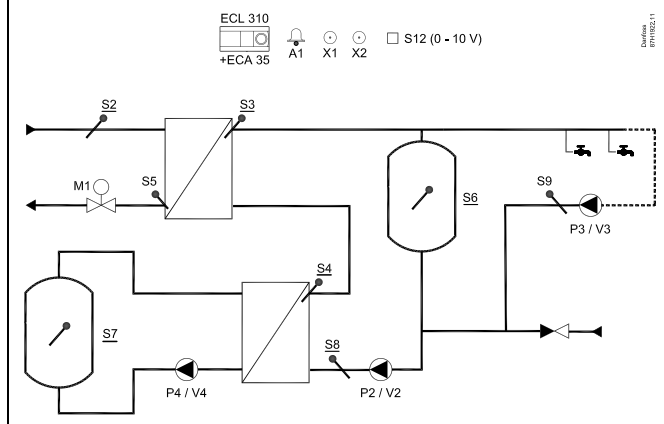 ECL 310
+ECA 35
A1
X1
X2
S12 (0 - 10 V)
Danfoss
87H1922.11
S2
S3
M1
S5
S6
S9
P3 / V3
S4
S7
S8
P4 / V4
P2 / V2